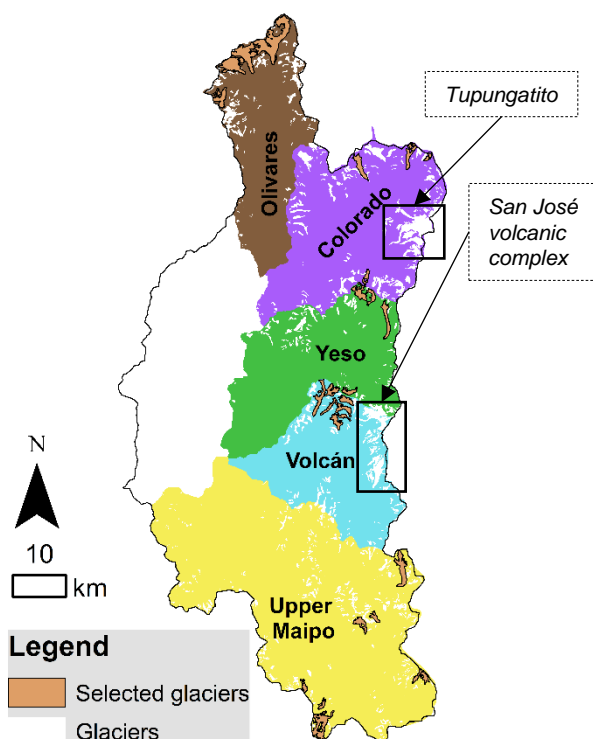 Tupungatito
San José
volcanic
complex
Olivares
Colorado
Yeso
Volcán
Upper
Maipo
N
10
km
Legend
Selected glaciers
Glaciers